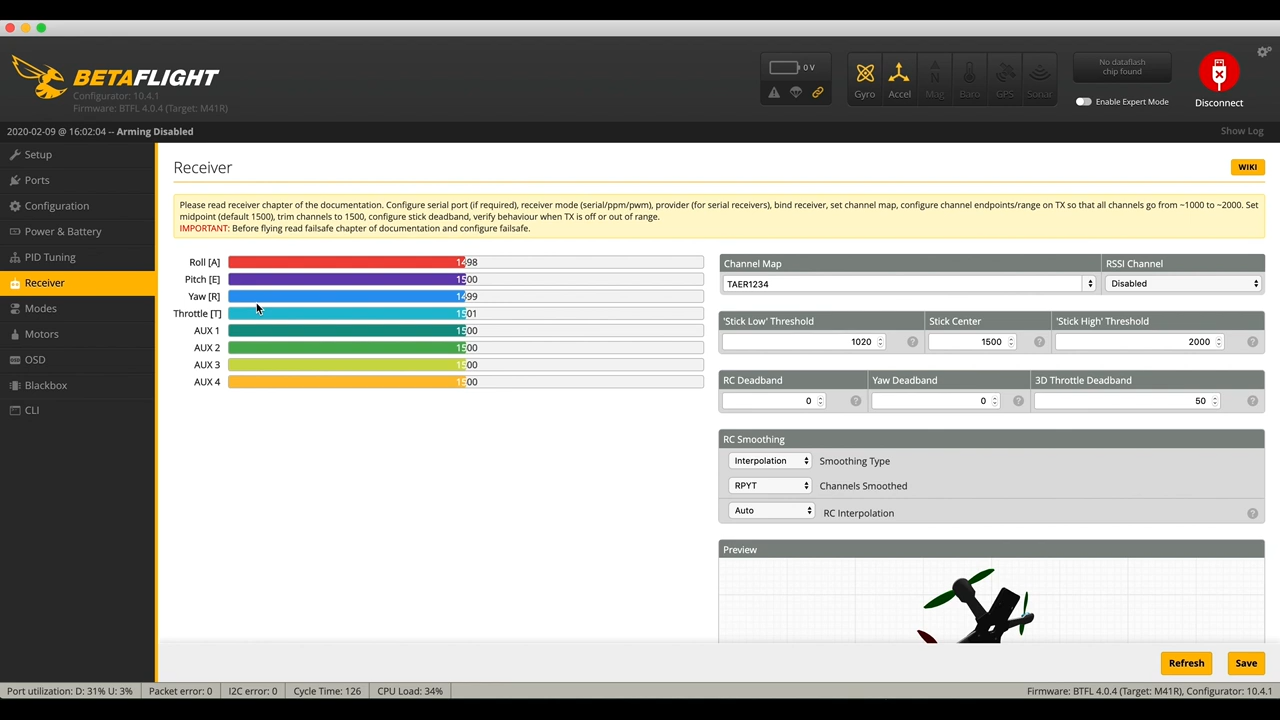 BETAFLIGHT
Configurator: 10.4.1
Firmware: BTFL 4.0.4 (Target: M41R)
0 V
Gyro
Accel
Mag
Baro
GPS
Sonar
No dataflash
chip found
Enable Expert Mode
Disconnect
2020-02-09 @ 16:02:04 -- Arming Disabled
Show Log
Setup
Ports
Configuration
Power & Battery
PID Tuning
Receiver
Modes
Motors
OSD
Blackbox
CLI
Receiver
WIKI
Please read receiver chapter of the documentation. Configure serial port (if required), receiver mode (serial/ppm/pwm), provider (for serial receivers), bind receiver, set channel map, configure channel endpoints/range on TX so that all channels go from ~1000 to ~2000. Set
midpoint (default 1500), trim channels to 1500, configure stick deadband, verify behaviour when TX is off or out of range.
IMPORTANT: Before flying read failsafe chapter of documentation and configure failsafe.
Roll [A] 1498
Pitch [E] 1500
Yaw [R] 1499
Throttle [T] 1501
AUX 1 1500
AUX 2 1500
AUX 3 1500
AUX 4 1500
Channel Map
RSSI Channel
TAER1234
Disabled
'Stick Low' Threshold
Stick Center
'Stick High' Threshold
1020
1500
2000
RC Deadband
Yaw Deadband
3D Throttle Deadband
0
0
50
RC Smoothing
Interpolation Smoothing Type
RPYT Channels Smoothed
Auto RC Interpolation
Preview
Refresh
Save
Port utilization: D: 31% U: 3%
Packet error: 0
I2C error: 0
Cycle Time: 126
CPU Load: 34%
Firmware: BTFL 4.0.4 (Target: M41R), Configurator: 10.4.1